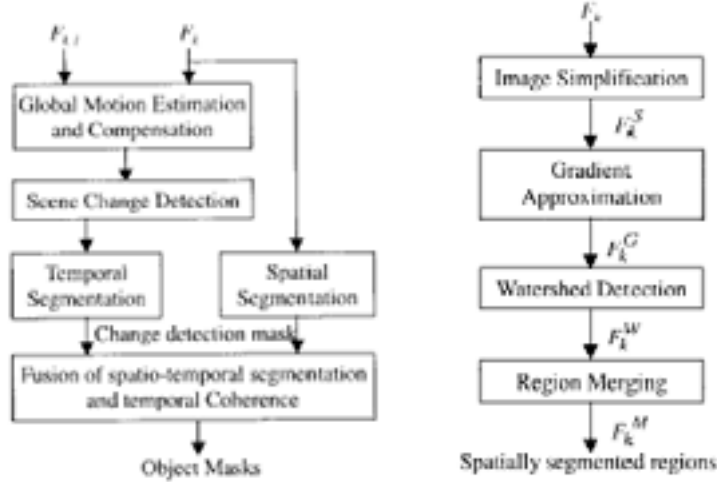 F_k
Global Motion Estimation
and Compensation
Scene Change Detection
Temporal
Segmentation
Spatial
Segmentation
Change detection mask
Fusion of spatio-temporal segmentation
and temporal Coherence
Object Masks
F_k
Image Simplification
F_k^S
Gradient
Approximation
F_k^G
Watershed Detection
F_k^W
Region Merging
F_k^M
Spatially segmented regions